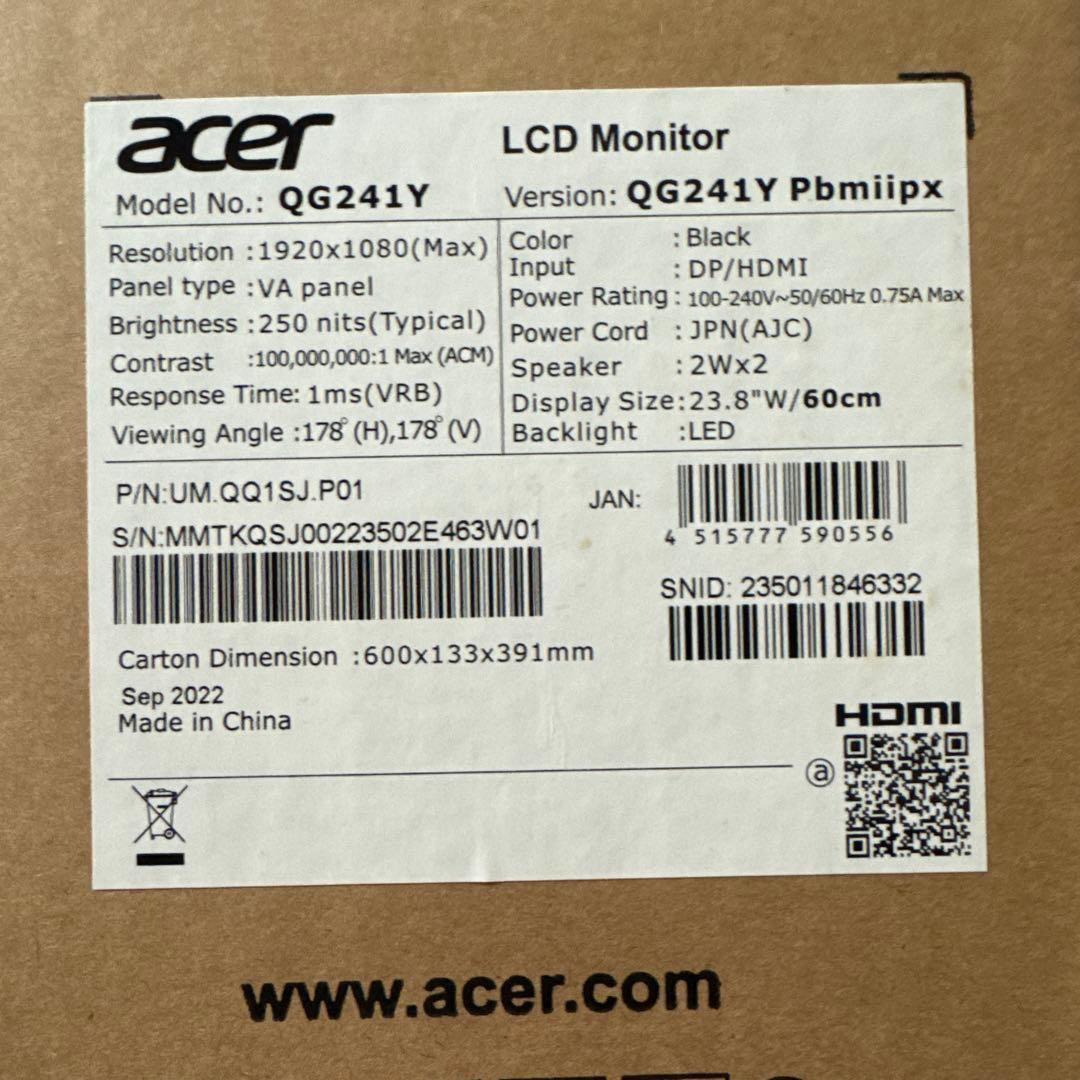 acer
LCD Monitor
Model No.: QG241Y
Version: QG241Y Pbmiipx
Resolution :1920x1080(Max)
Panel type :VA panel
Brightness :250 nits(Typical)
Contrast :100,000,000:1 Max (ACM)
Response Time: 1ms(VRB)
Viewing Angle :178° (H),178° (V)
Color : Black
Input : DP/HDMI
Power Rating : 100-240V~50/60Hz 0.75A Max
Power Cord : JPN(AJC)
Speaker : 2Wx2
Display Size:23.8"W/60cm
Backlight :LED
P/N:UM.QQ1SJ.P01
S/N:MMTKQSJ00223502E463W01
JAN:
4 515777 590556
SNID: 235011846332
Carton Dimension :600x133x391mm
Sep 2022
Made in China
HDMI
a
www.acer.com